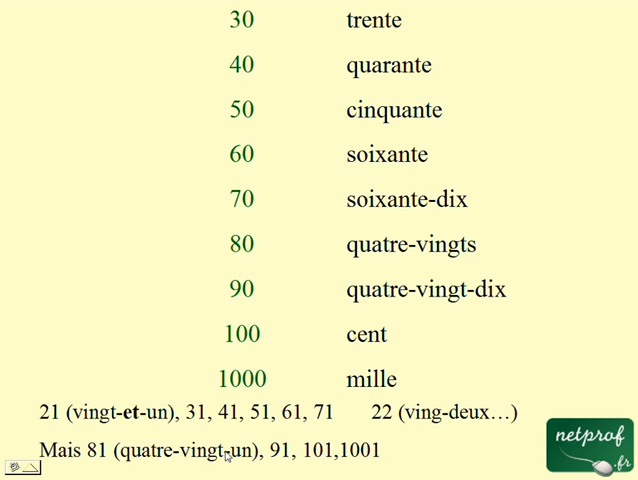 30 trente
40 quarante
50 cinquante
60 soixante
70 soixante-dix
80 quatre-vingts
90 quatre-vingt-dix
100 cent
1000 mille
21 (vingt-et-un), 31, 41, 51, 61, 71 22 (ving-deux…)
Mais 81 (quatre-vingt-un), 91, 101,1001
netprof
.fr